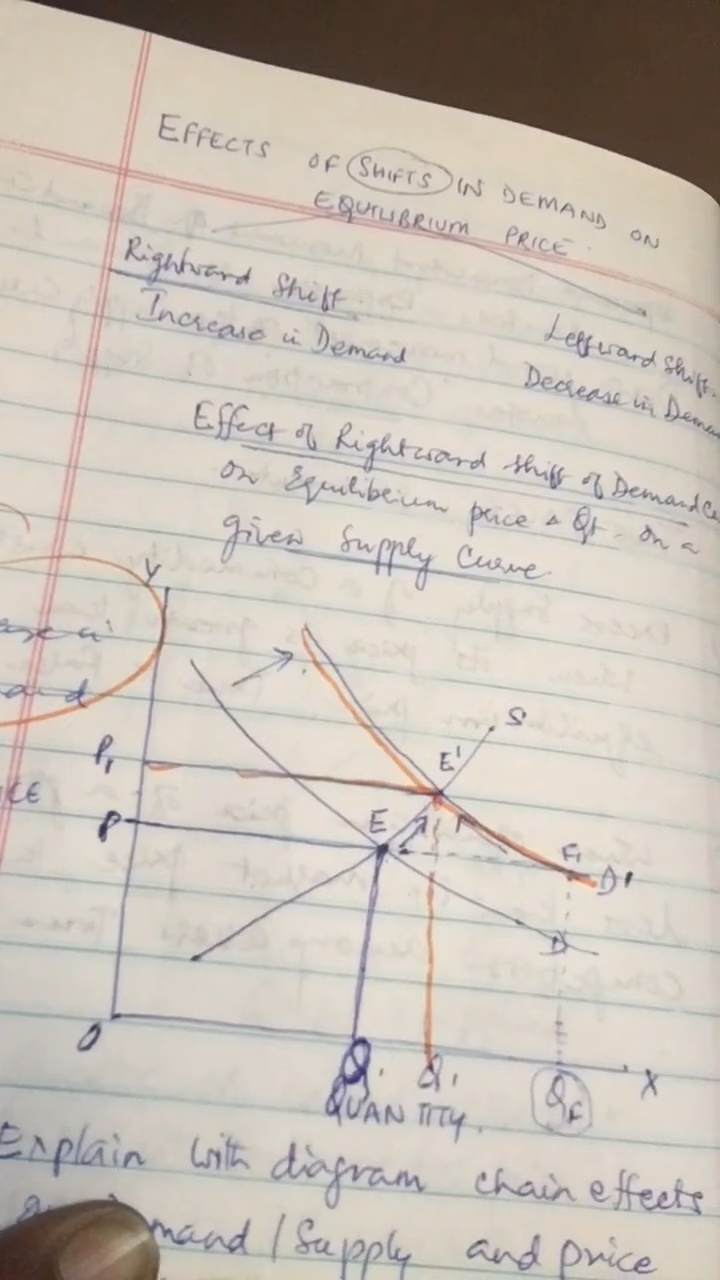 EFFECTS OF SHIFTS IN DEMAND ON
EQUILIBRIUM PRICE.
Rightward Shift
Increase in Demand
Leftward Shift.
Decrease in
Effect of Rightward Shift of Demand
on Equilibrium price & Qt. on a
given Supply Curve.
Y
S
E'
P1
P
E
F1
D'
D
O
Q.
Q1
QF
X
QUANTITY.
Explain with diagram chain effects
/ Supply and price